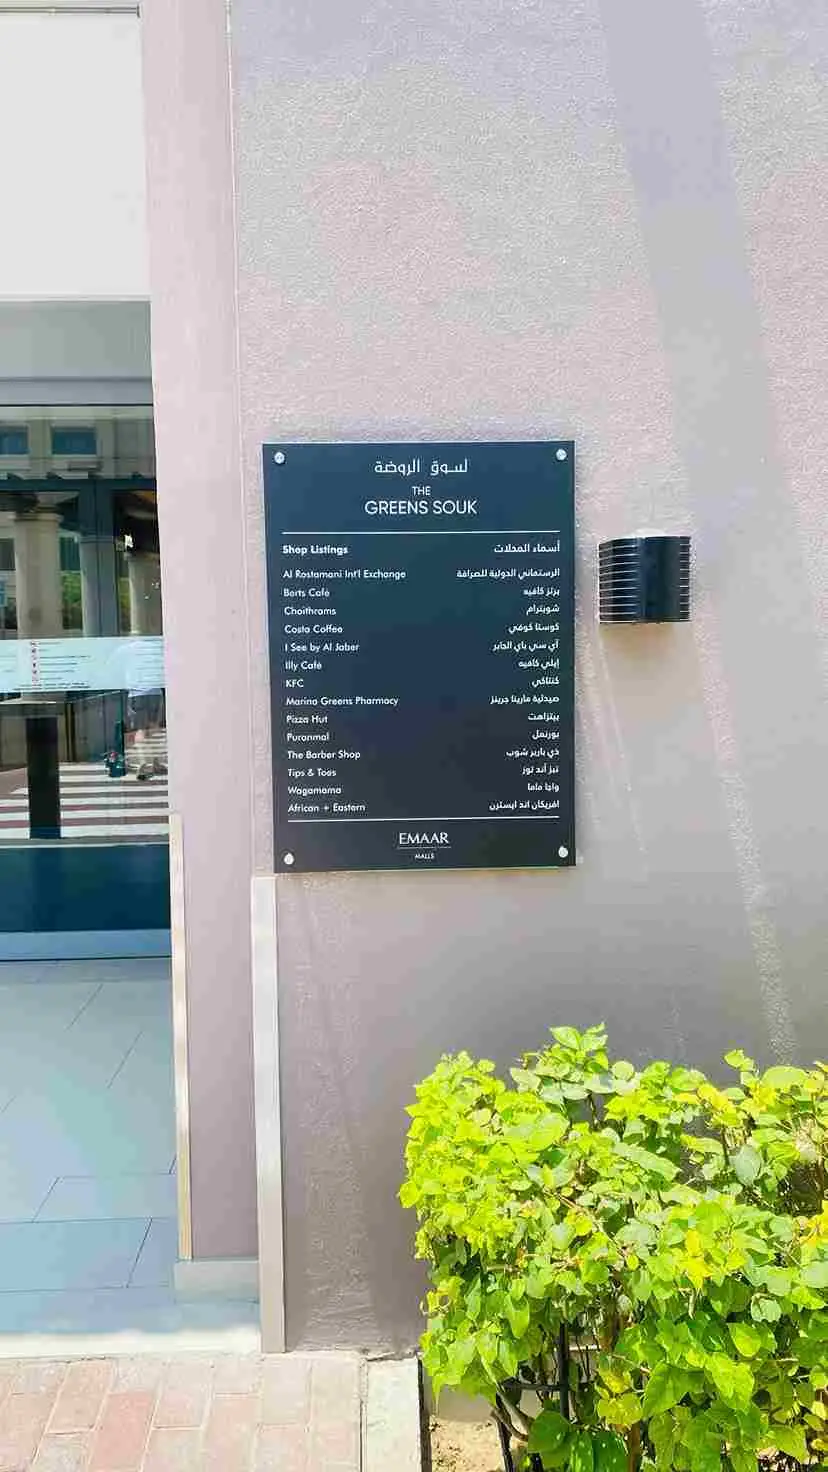 لسوق الروضة
THE
GREENS SOUK
Shop Listings أسماء المحلات
Al Rostamani Int'l Exchange الرستماني الدولية للصرافة
Berts Café برتز كافيه
Choithrams شويترام
Costa Coffee كوستا كوفي
I See by Al Jaber آي سي باي الجابر
Illy Café إيلي كافيه
KFC كنتاكي
Marina Greens Pharmacy صيدلية مارينا جرينز
Pizza Hut بيتزاهت
Puranmal بورنمل
The Barber Shop ذي باربر شوب
Tips & Toes تبز أند توز
Wagamama واجا ماما
African + Eastern افريكان اند ايسترن
EMAAR
MALLS